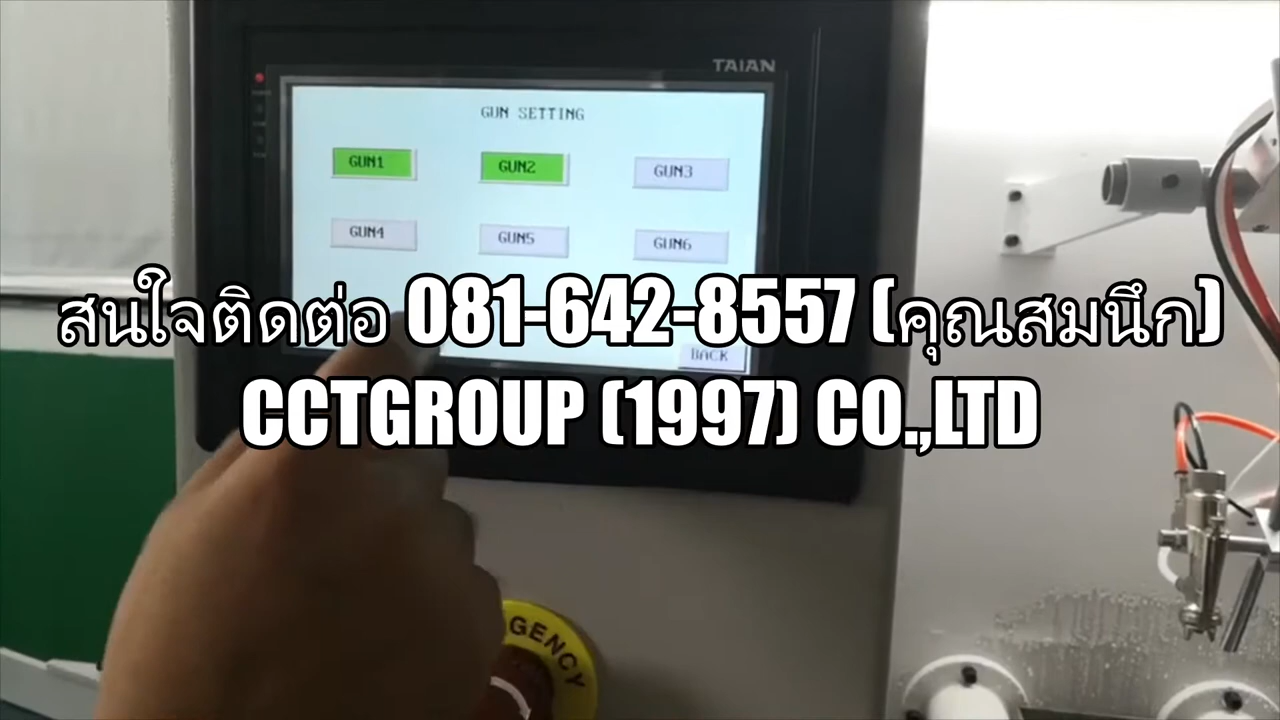 TAIAN
GUN SETTING
GUN1 GUN2 GUN3
GUN4 GUN5 GUN6
สนใจติดต่อ 081-642-8557 (คุณสมนึก)
BACK
CCTGROUP (1997) CO.,LTD